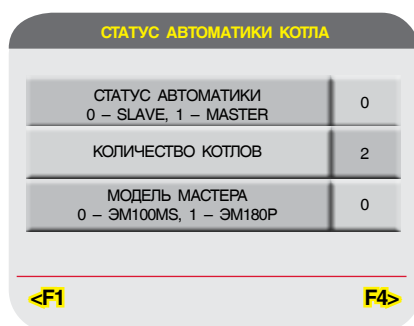 СТАТУС АВТОМАТИКИ КОТЛА
СТАТУС АВТОМАТИКИ
0 – SLAVE, 1 – MASTER
0
КОЛИЧЕСТВО КОТЛОВ
2
МОДЕЛЬ МАСТЕРА
0 – ЭМ100MS, 1 – ЭМ180Р
0
<F1
F4>